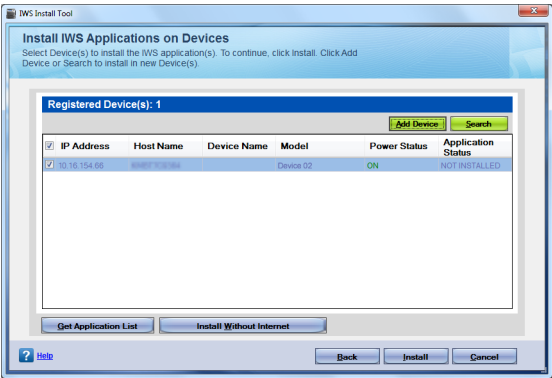 IWS Install Tool
Install IWS Applications on Devices
Select Device(s) to install the IWS application(s). To continue, click Install. Click Add
Device or Search to install in new Device(s).
Registered Device(s): 1
Add Device Search
IP Address Host Name Device Name Model Power Status Application
Status
10.16.154.66 Device 02 ON NOT INSTALLED
Get Application List Install Without Internet
? Help Back Install Cancel